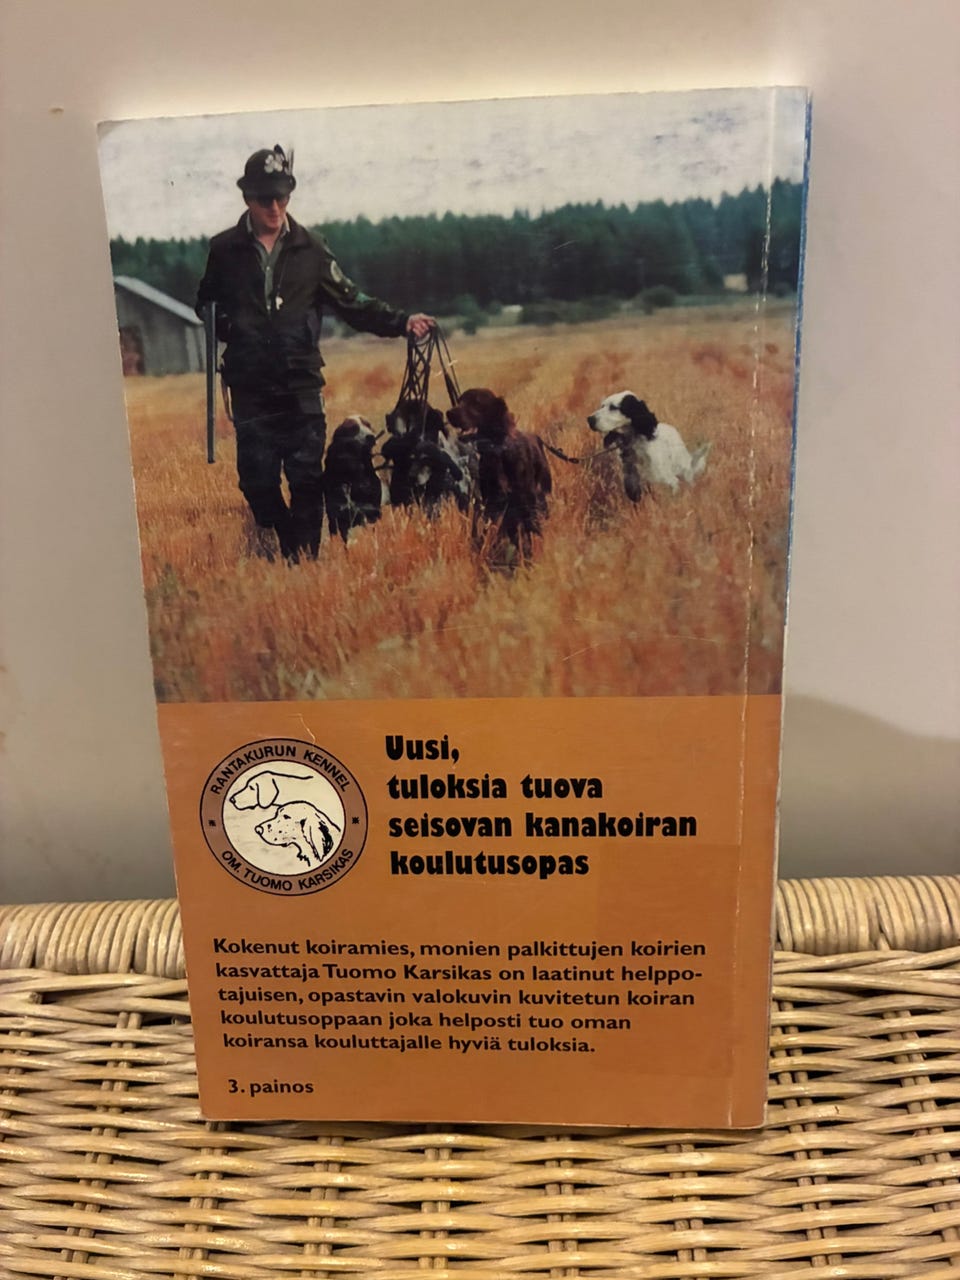 RANTAKURUN KENNEL
OM. TUOMO KARSIKAS
Uusi,
tuloksia tuova
seisovan kanakoiran
koulutusopas
Kokenut koiramies, monien palkittujen koirien
kasvattaja Tuomo Karsikas on laatinut helppo-
tajuisen, opastavin valokuvin kuvitetun koiran
koulutusoppaan joka helposti tuo oman
koiransa kouluttajalle hyviä tuloksia.
3. painos